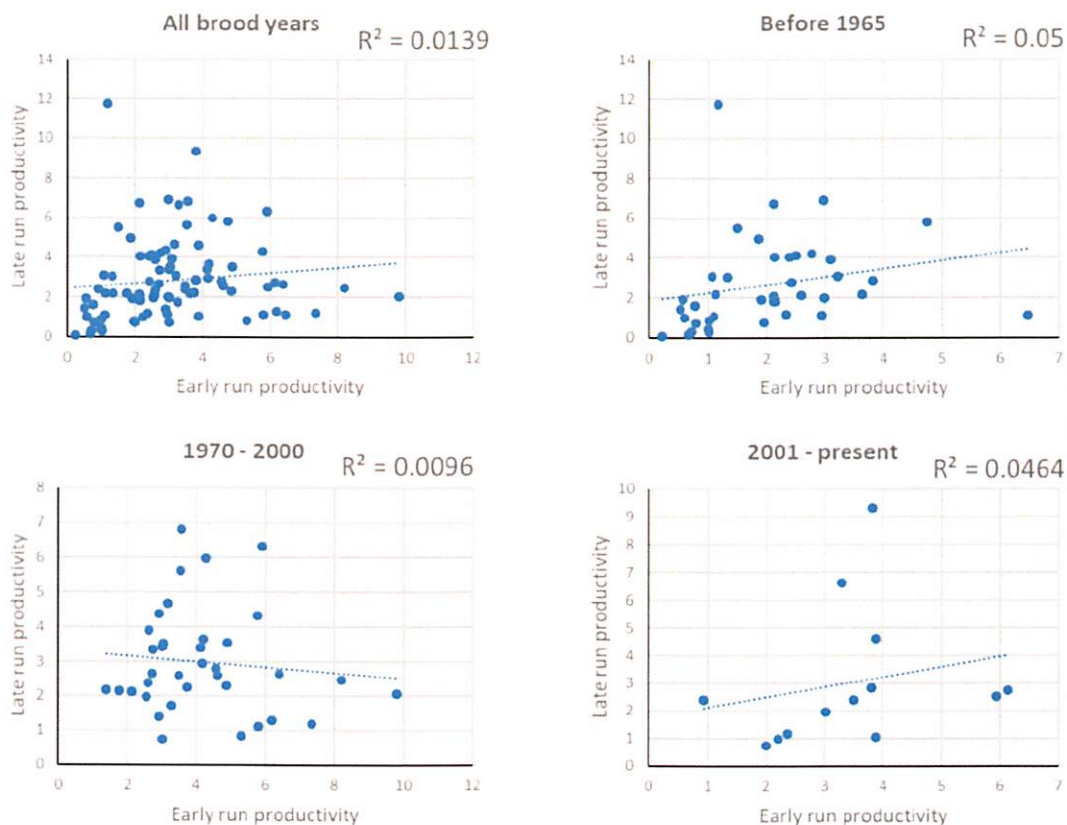 All brood years
R² = 0.0139
14
12
10
8
6
4
2
0
Late run productivity
0 2 4 6 8 10 12
Early run productivity
Before 1965
R² = 0.05
14
12
10
8
6
4
2
0
Late run productivity
0 1 2 3 4 5 6 7
Early run productivity
1970 - 2000
R² = 0.0096
8
7
6
5
4
3
2
1
0
Late run productivity
0 2 4 6 8 10 12
Early run productivity
2001 - present
R² = 0.0464
10
9
8
7
6
5
4
3
2
1
0
Late run productivity
0 1 2 3 4 5 6 7
Early run productivity